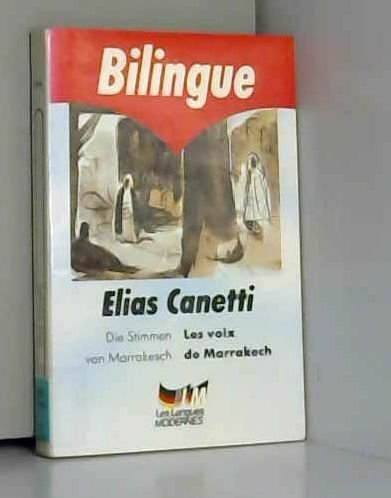 Bilingue
Elias Canetti
Die Stimmen Les voix
von Marrakesch de Marrakech
LM
Les Langues
MODERNES